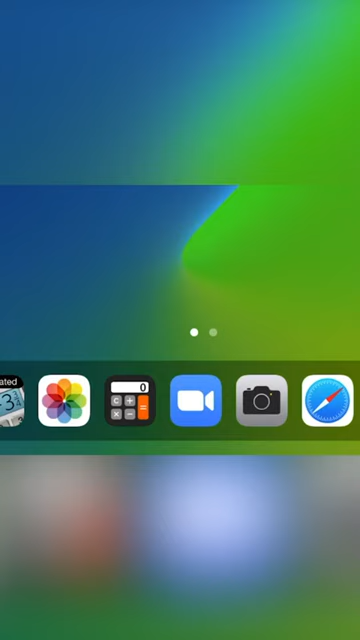 ated
3
0
C ÷
× −
=